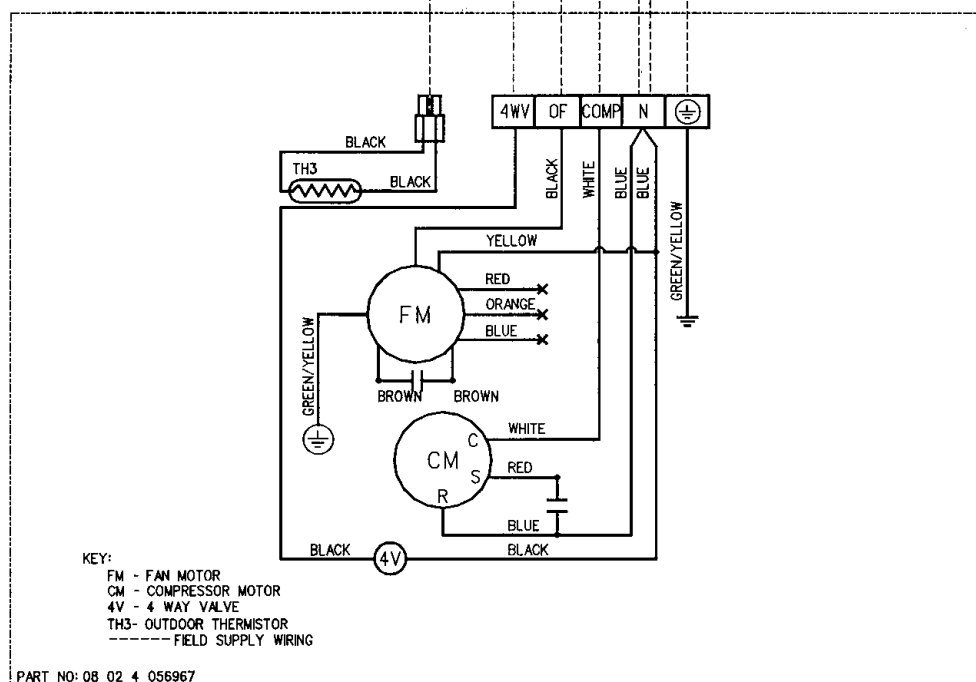 4WV OF COMP N
BLACK
TH3
BLACK
BLACK
WHITE
BLUE
BLUE
GREEN/YELLOW
YELLOW
RED
ORANGE
BLUE
FM
GREEN/YELLOW
BROWN BROWN
WHITE
C
CM
RED
S
R
BLUE
BLACK
4V
BLACK
KEY:
FM - FAN MOTOR
CM - COMPRESSOR MOTOR
4V - 4 WAY VALVE
TH3- OUTDOOR THERMISTOR
------ FIELD SUPPLY WIRING
PART NO: 08 02 4 056967